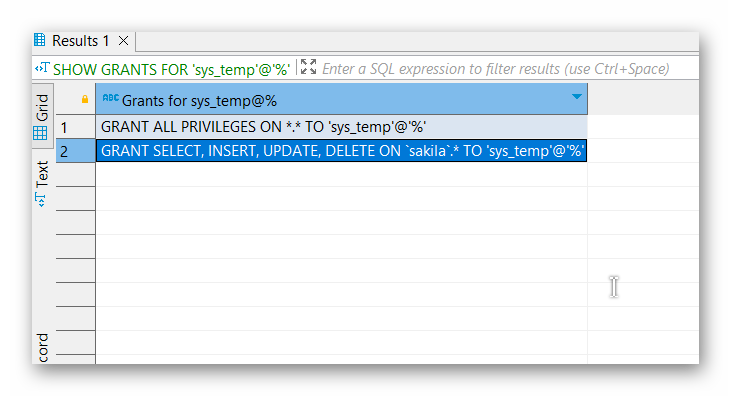 Results 1
SHOW GRANTS FOR 'sys_temp'@'%' Enter a SQL expression to filter results (use Ctrl+Space)
Grid
ABC Grants for sys_temp@%
1 GRANT ALL PRIVILEGES ON *.* TO 'sys_temp'@'%'
2 GRANT SELECT, INSERT, UPDATE, DELETE ON `sakila`.* TO 'sys_temp'@'%'
Text
cord